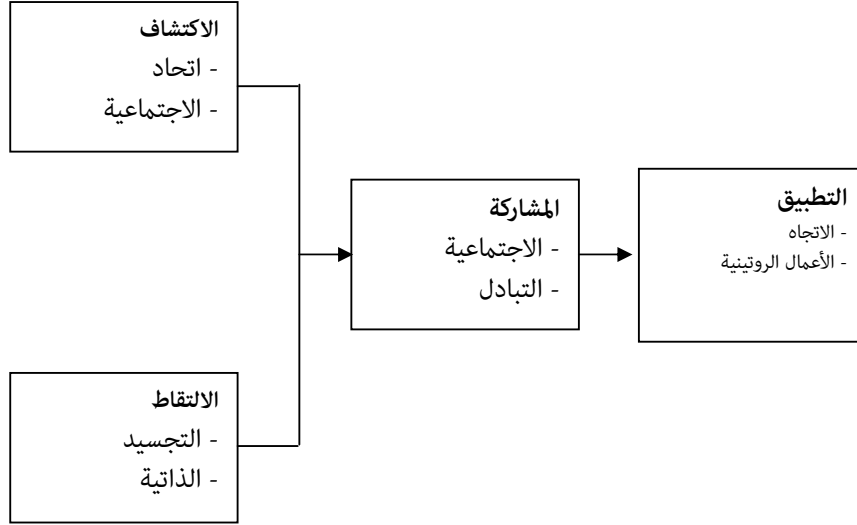 الاكتشاف
- اتحاد
- الاجتماعية
الالتقاط
- التجسيد
- الذاتية
المشاركة
- الاجتماعية
- التبادل
التطبيق
- الاتجاه
- الأعمال الروتينية